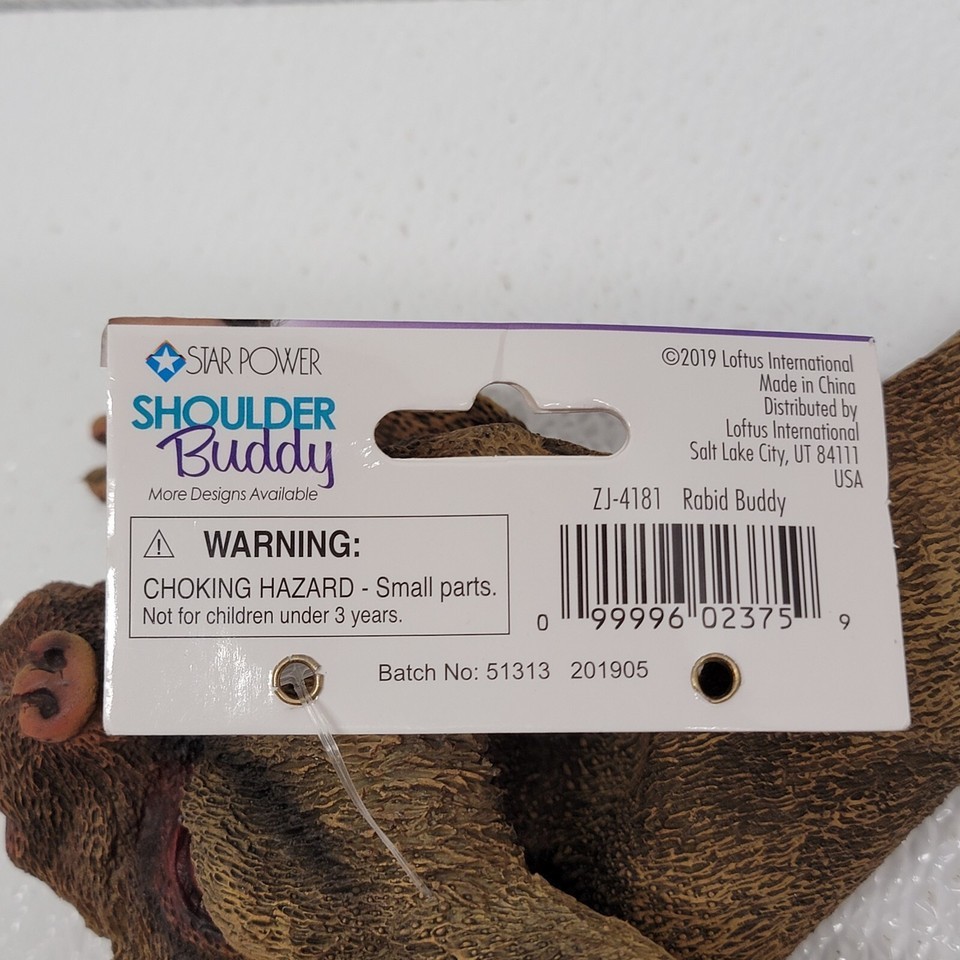 STAR POWER
SHOULDER
Buddy
More Designs Available
⚠ WARNING:
CHOKING HAZARD - Small parts.
Not for children under 3 years.
©2019 Loftus International
Made in China
Distributed by
Loftus International
Salt Lake City, UT 84111
USA
ZJ-4181 Rabid Buddy
0 99996 02375 9
Batch No: 51313 201905